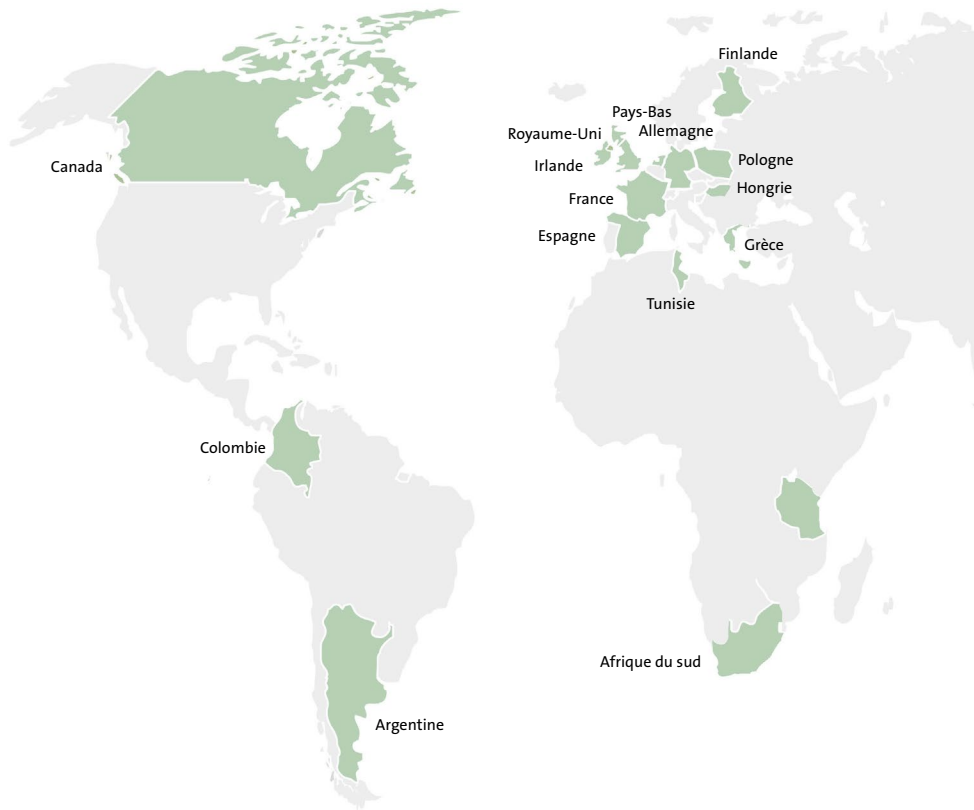 Finlande
Pays-Bas
Royaume-Uni
Allemagne
Canada
Irlande
Pologne
France
Hongrie
Espagne
Grèce
Tunisie
Colombie
Afrique du sud
Argentine